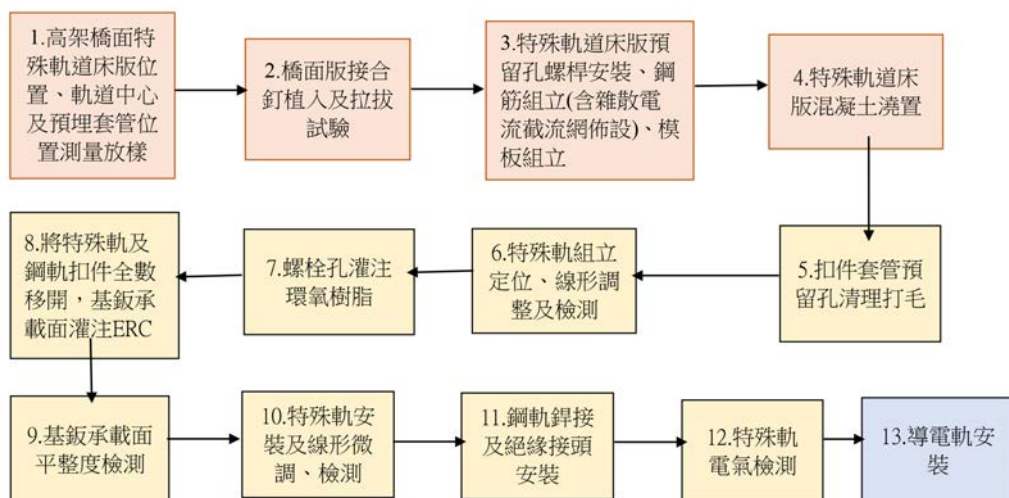 1.高架橋面特
殊軌道床版位
置、軌道中心
及預埋套管位
置測量放樣
2.橋面版接合
釘植入及拉拔
試驗
3.特殊軌道床版預
留孔螺桿安裝、鋼
筋組立(含雜散電
流截流網佈設)、模
板組立
4.特殊軌道床
版混凝土澆置
5.扣件套管預
留孔清理打毛
6.特殊軌組立
定位、線形調
整及檢測
7.螺栓孔灌注
環氧樹脂
8.將特殊軌及
鋼軌扣件全數
移開，基鈑承
載面灌注ERC
9.基鈑承載面
平整度檢測
10.特殊軌安
裝及線形微
調、檢測
11.鋼軌銲接
及絕緣接頭
安裝
12.特殊軌
電氣檢測
13.導電軌安
裝